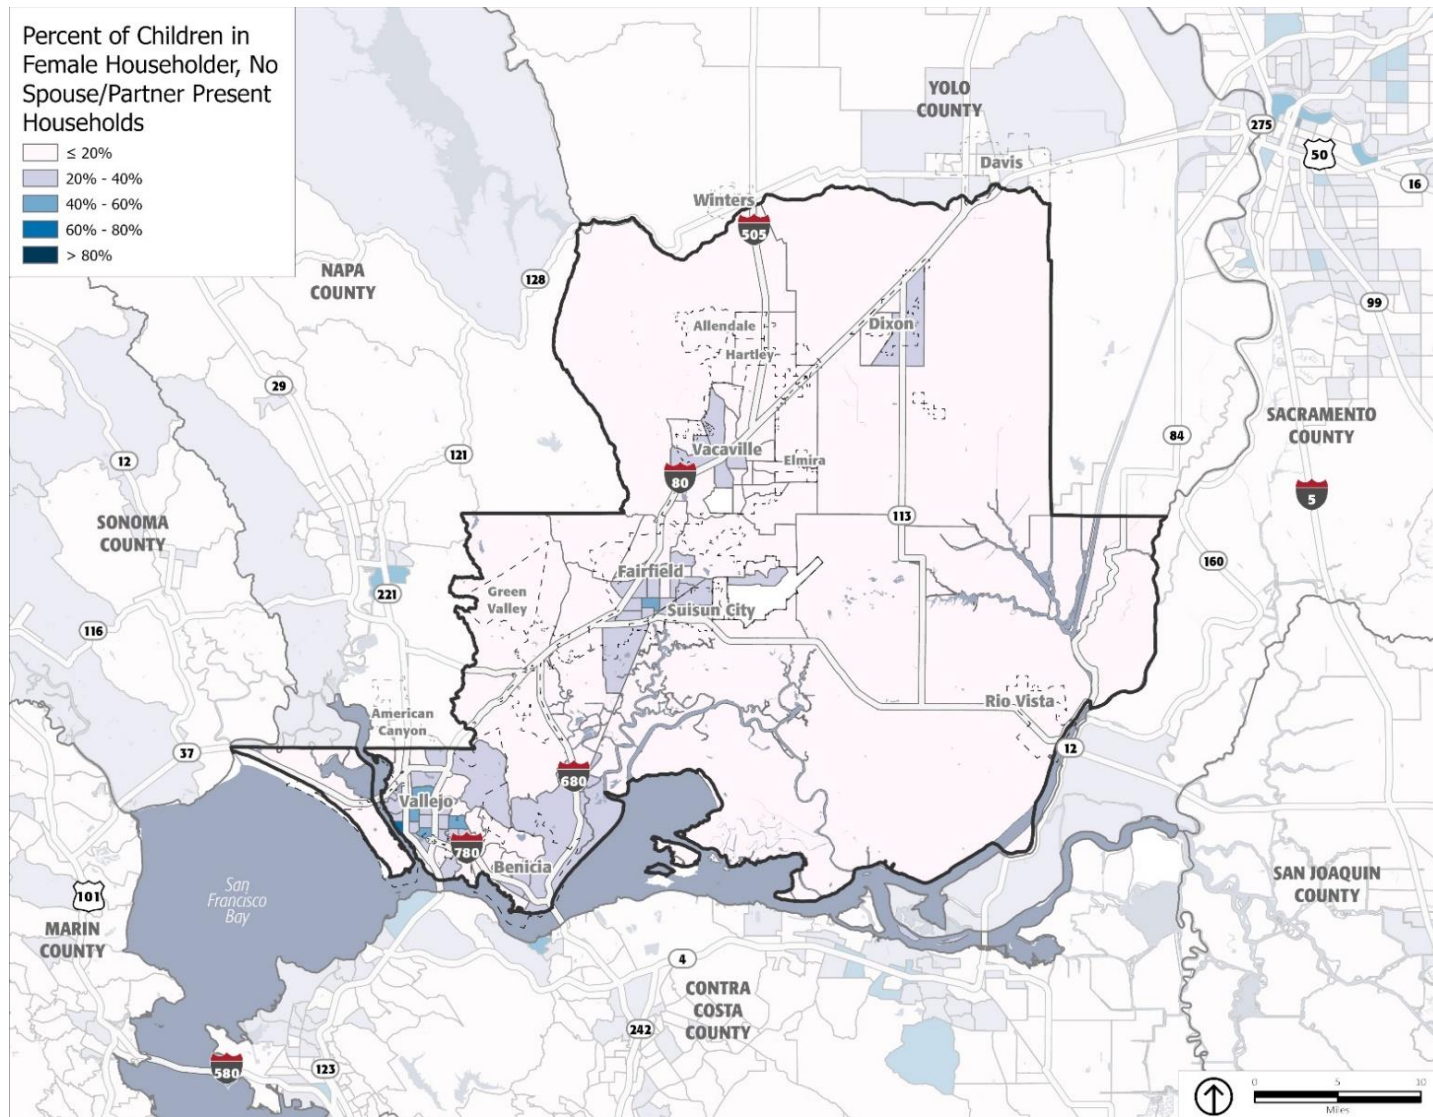 Percent of Children in
Female Householder, No
Spouse/Partner Present
Households
≤ 20%
20% - 40%
40% - 60%
60% - 80%
> 80%
YOLO
COUNTY
275
50
Davis
16
Winters
505
NAPA
COUNTY
128
99
Allendale
Dixon
Hartley
29
SACRAMENTO
COUNTY
84
12
121
Vacaville
Elmira
80
5
SONOMA
COUNTY
113
160
Fairfield
221
Green
Valley
Suisun City
116
American
Canyon
Rio Vista
37
12
680
Vallejo
780
Benicia
San
Francisco
Bay
101
MARIN
COUNTY
SAN JOAQUIN
COUNTY
4
CONTRA
COSTA
COUNTY
242
580
123
0 5 10
Miles